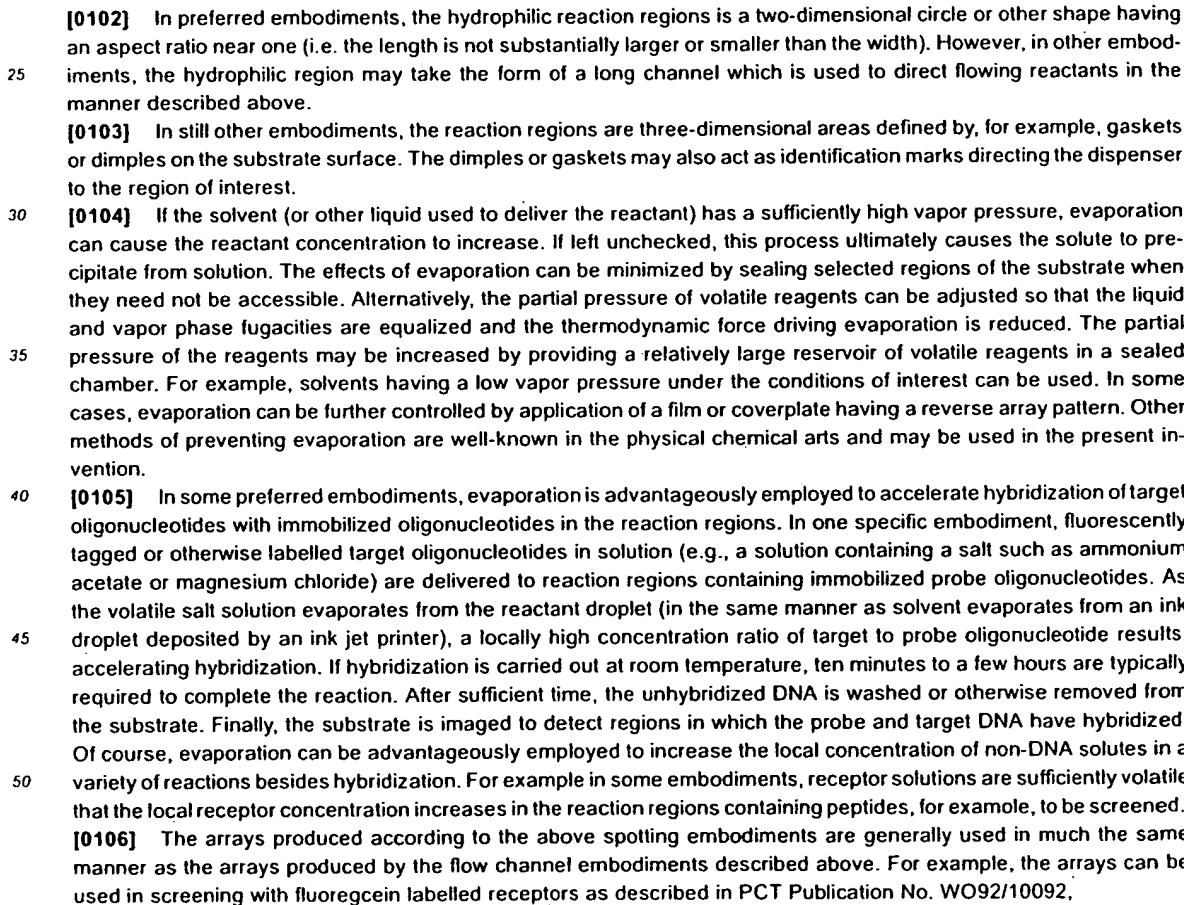 [0102] In preferred embodiments, the hydrophilic reaction regions is a two-dimensional circle or other shape having
an aspect ratio near one (i.e. the length is not substantially larger or smaller than the width). However, in other embod-
25 iments, the hydrophilic region may take the form of a long channel which is used to direct flowing reactants in the
manner described above.
[0103] In still other embodiments, the reaction regions are three-dimensional areas defined by, for example, gaskets
or dimples on the substrate surface. The dimples or gaskets may also act as identification marks directing the dispenser
to the region of interest.
30 [0104] If the solvent (or other liquid used to deliver the reactant) has a sufficiently high vapor pressure, evaporation
can cause the reactant concentration to increase. If left unchecked, this process ultimately causes the solute to pre-
cipitate from solution. The effects of evaporation can be minimized by sealing selected regions of the substrate when
they need not be accessible. Alternatively, the partial pressure of volatile reagents can be adjusted so that the liquid
and vapor phase fugacities are equalized and the thermodynamic force driving evaporation is reduced. The partial
35 pressure of the reagents may be increased by providing a relatively large reservoir of volatile reagents in a sealed
chamber. For example, solvents having a low vapor pressure under the conditions of interest can be used. In some
cases, evaporation can be further controlled by application of a film or coverplate having a reverse array pattern. Other
methods of preventing evaporation are well-known in the physical chemical arts and may be used in the present in-
vention.
40 [0105] In some preferred embodiments, evaporation is advantageously employed to accelerate hybridization of target
oligonucleotides with immobilized oligonucleotides in the reaction regions. In one specific embodiment, fluorescently
tagged or otherwise labelled target oligonucleotides in solution (e.g., a solution containing a salt such as ammonium
acetate or magnesium chloride) are delivered to reaction regions containing immobilized probe oligonucleotides. As
the volatile salt solution evaporates from the reactant droplet (in the same manner as solvent evaporates from an ink
45 droplet deposited by an ink jet printer), a locally high concentration ratio of target to probe oligonucleotide results
accelerating hybridization. If hybridization is carried out at room temperature, ten minutes to a few hours are typically
required to complete the reaction. After sufficient time, the unhybridized DNA is washed or otherwise removed from
the substrate. Finally, the substrate is imaged to detect regions in which the probe and target DNA have hybridized
Of course, evaporation can be advantageously employed to increase the local concentration of non-DNA solutes in a
50 variety of reactions besides hybridization. For example in some embodiments, receptor solutions are sufficiently volatile
that the local receptor concentration increases in the reaction regions containing peptides, for examole, to be screened.
[0106] The arrays produced according to the above spotting embodiments are generally used in much the same
manner as the arrays produced by the flow channel embodiments described above. For example, the arrays can be
used in screening with fluoregcein labelled receptors as described in PCT Publication No. WO92/10092,